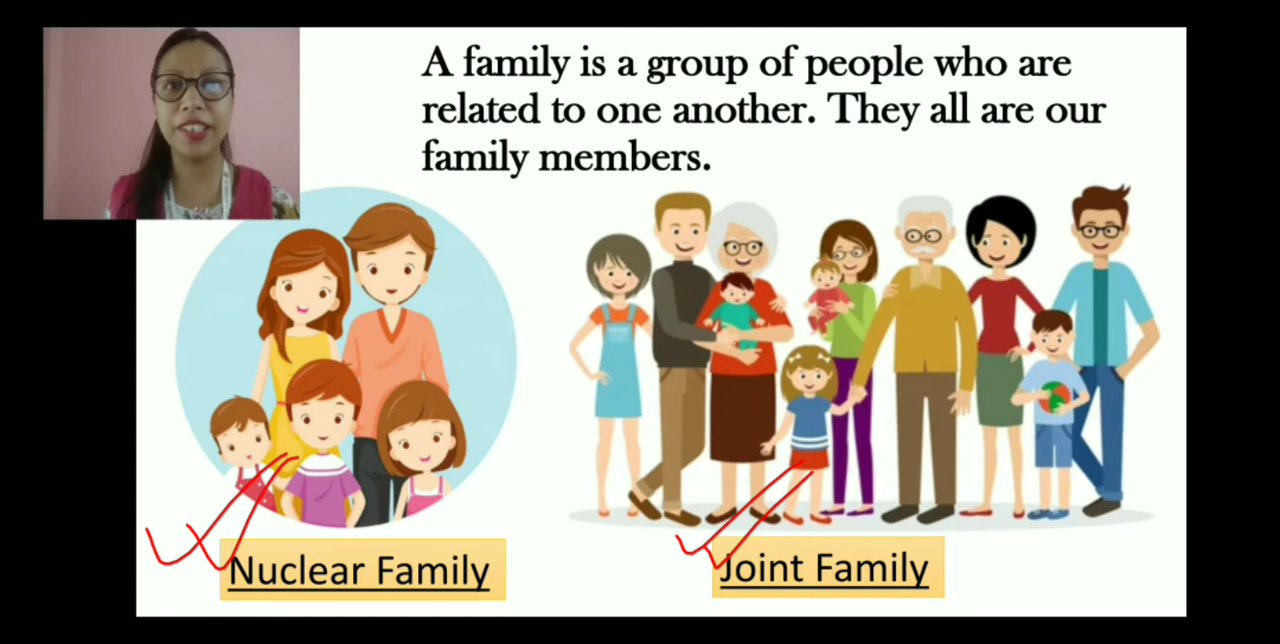 A family is a group of people who are
related to one another. They all are our
family members.
Nuclear Family
Joint Family